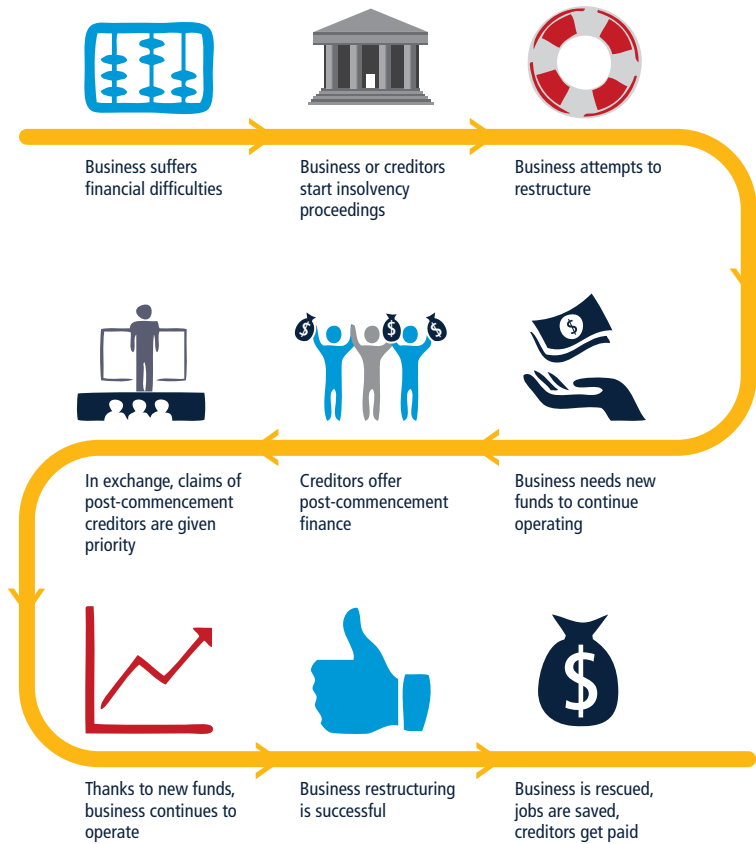 Business suffers
financial difficulties
Business or creditors
start insolvency
proceedings
Business attempts to
restructure
$
$
$
$
Business needs new
funds to continue
operating
Creditors offer
post-commencement
finance
In exchange, claims of
post-commencement
creditors are given
priority
$
Thanks to new funds,
business continues to
operate
Business restructuring
is successful
Business is rescued,
jobs are saved,
creditors get paid